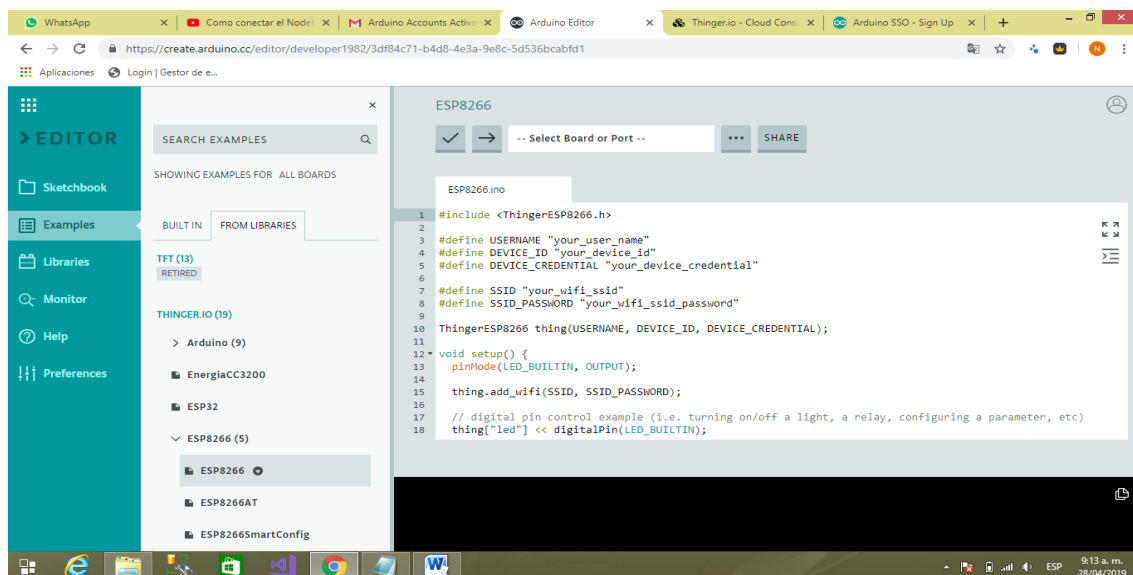 WhatsApp
Como conectar el Nodel
Arduino Accounts Activa
Arduino Editor
Thinger.io - Cloud Cons
Arduino SSO - Sign Up
https://create.arduino.cc/editor/developer1982/3df84c71-b4d8-4e3a-9e8c-5d536bcabfd1
N
Aplicaciones
Login | Gestor de e...
EDITOR
Sketchbook
Examples
Libraries
Monitor
Help
Preferences
SEARCH EXAMPLES
SHOWING EXAMPLES FOR ALL BOARDS
BUILT IN
FROM LIBRARIES
TFT (13)
RETIRED
THINGER.IO (19)
> Arduino (9)
EnergiaCC3200
ESP32
ESP8266 (5)
ESP8266
ESP8266AT
ESP8266SmartConfig
ESP8266
-- Select Board or Port --
SHARE
ESP8266.ino
1 #include <ThingerESP8266.h>
2
3 #define USERNAME "your_user_name"
4 #define DEVICE_ID "your_device_id"
5 #define DEVICE_CREDENTIAL "your_device_credential"
6
7 #define SSID "your_wifi_ssid"
8 #define SSID_PASSWORD "your_wifi_ssid_password"
9
10 ThingerESP8266 thing(USERNAME, DEVICE_ID, DEVICE_CREDENTIAL);
11
12 void setup() {
13 pinMode(LED_BUILTIN, OUTPUT);
14
15 thing.add_wifi(SSID, SSID_PASSWORD);
16
17 // digital pin control example (i.e. turning on/off a light, a relay, configuring a parameter, etc)
18 thing["led"] << digitalPin(LED_BUILTIN);
ESP
9:13 a. m.
28/04/2019